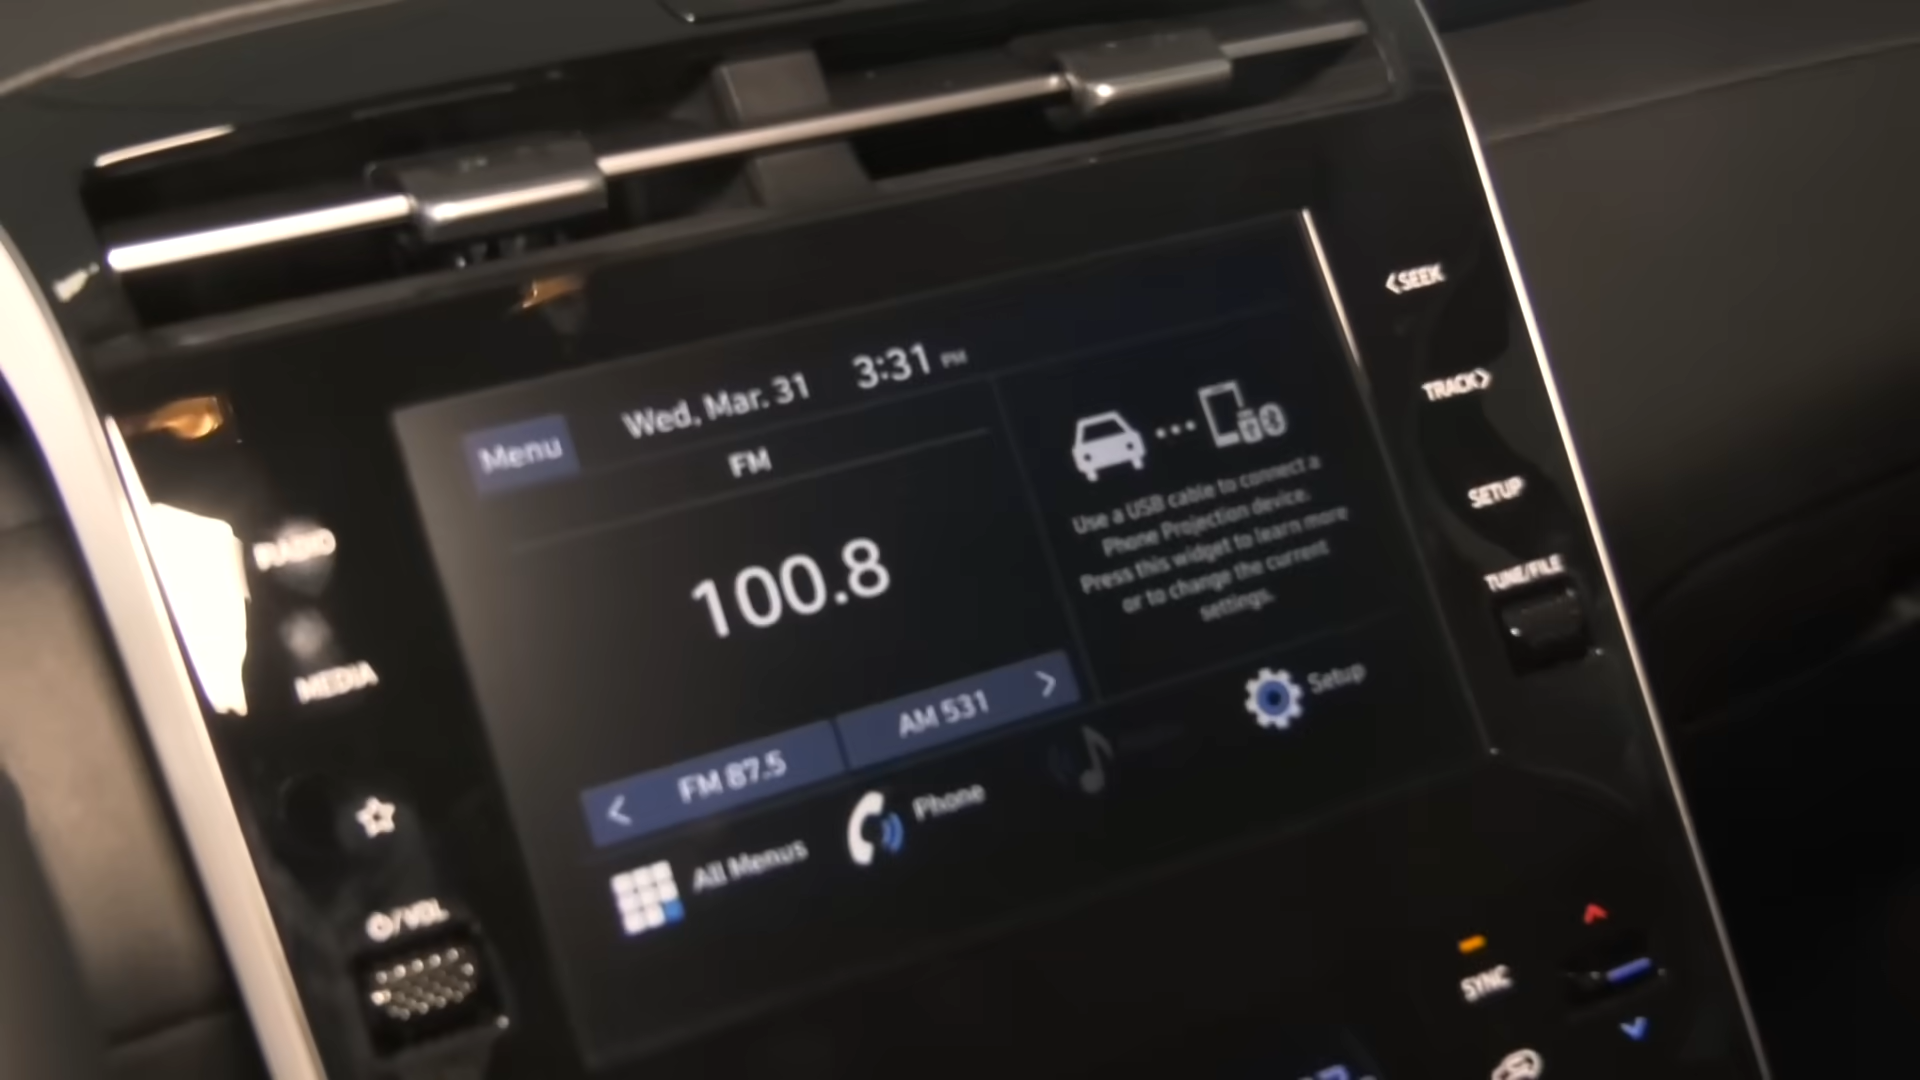 <SEEK
TRACK>
SETUP
TUNE/FILE
RADIO
MEDIA
/VOL
Menu
Wed, Mar. 31
3:31 PM
FM
100.8
FM 87.5
AM 531
Use a USB cable to connect a
Phone Projection device.
Press this widget to learn more
or to change the current
settings.
All Menus
Phone
Setup
SYNC